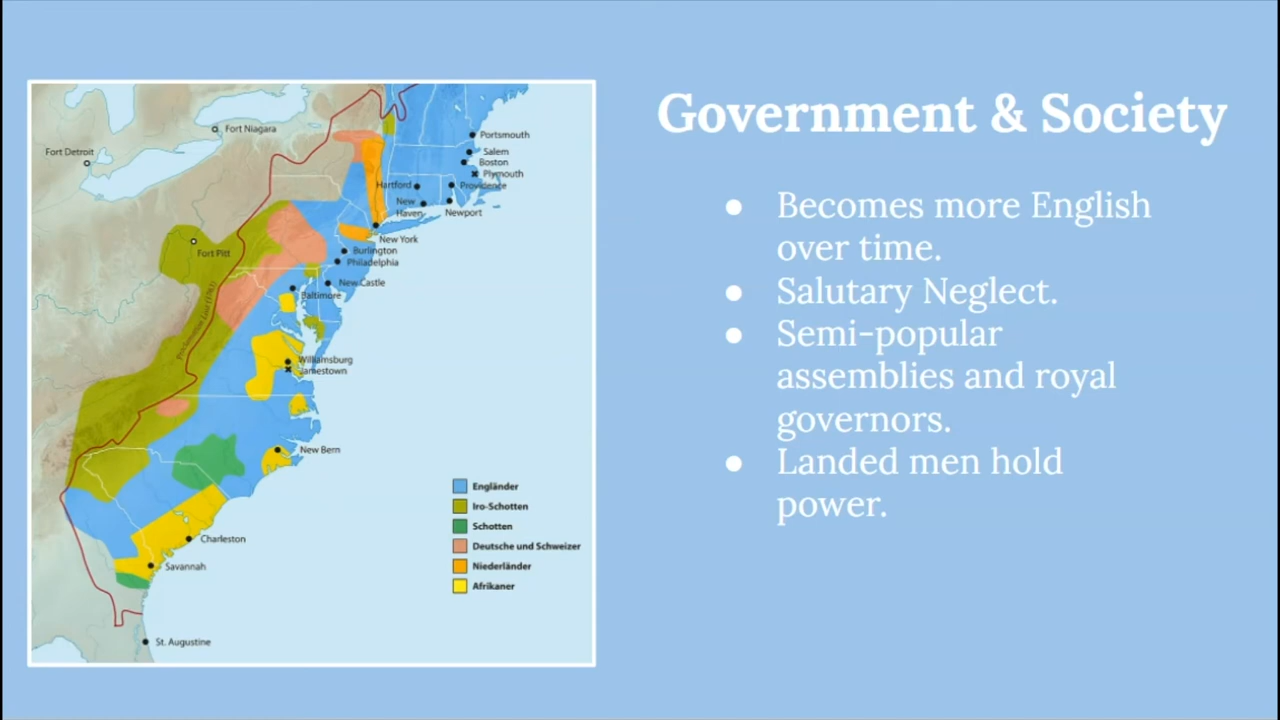 Government & Society
● Becomes more English
over time.
● Salutary Neglect.
● Semi-popular
assemblies and royal
governors.
● Landed men hold
power.
Fort Niagara
Fort Detroit
Portsmouth
Salem
Boston
Plymouth
Hartford
Providence
New
Haven
Newport
New York
Fort Pitt
Burlington
Philadelphia
New Castle
Baltimore
Proclamation Line (1763)
Williamsburg
Jamestown
New Bern
Charleston
Savannah
St. Augustine
Engländer
Iro-Schotten
Schotten
Deutsche und Schweizer
Niederländer
Afrikaner